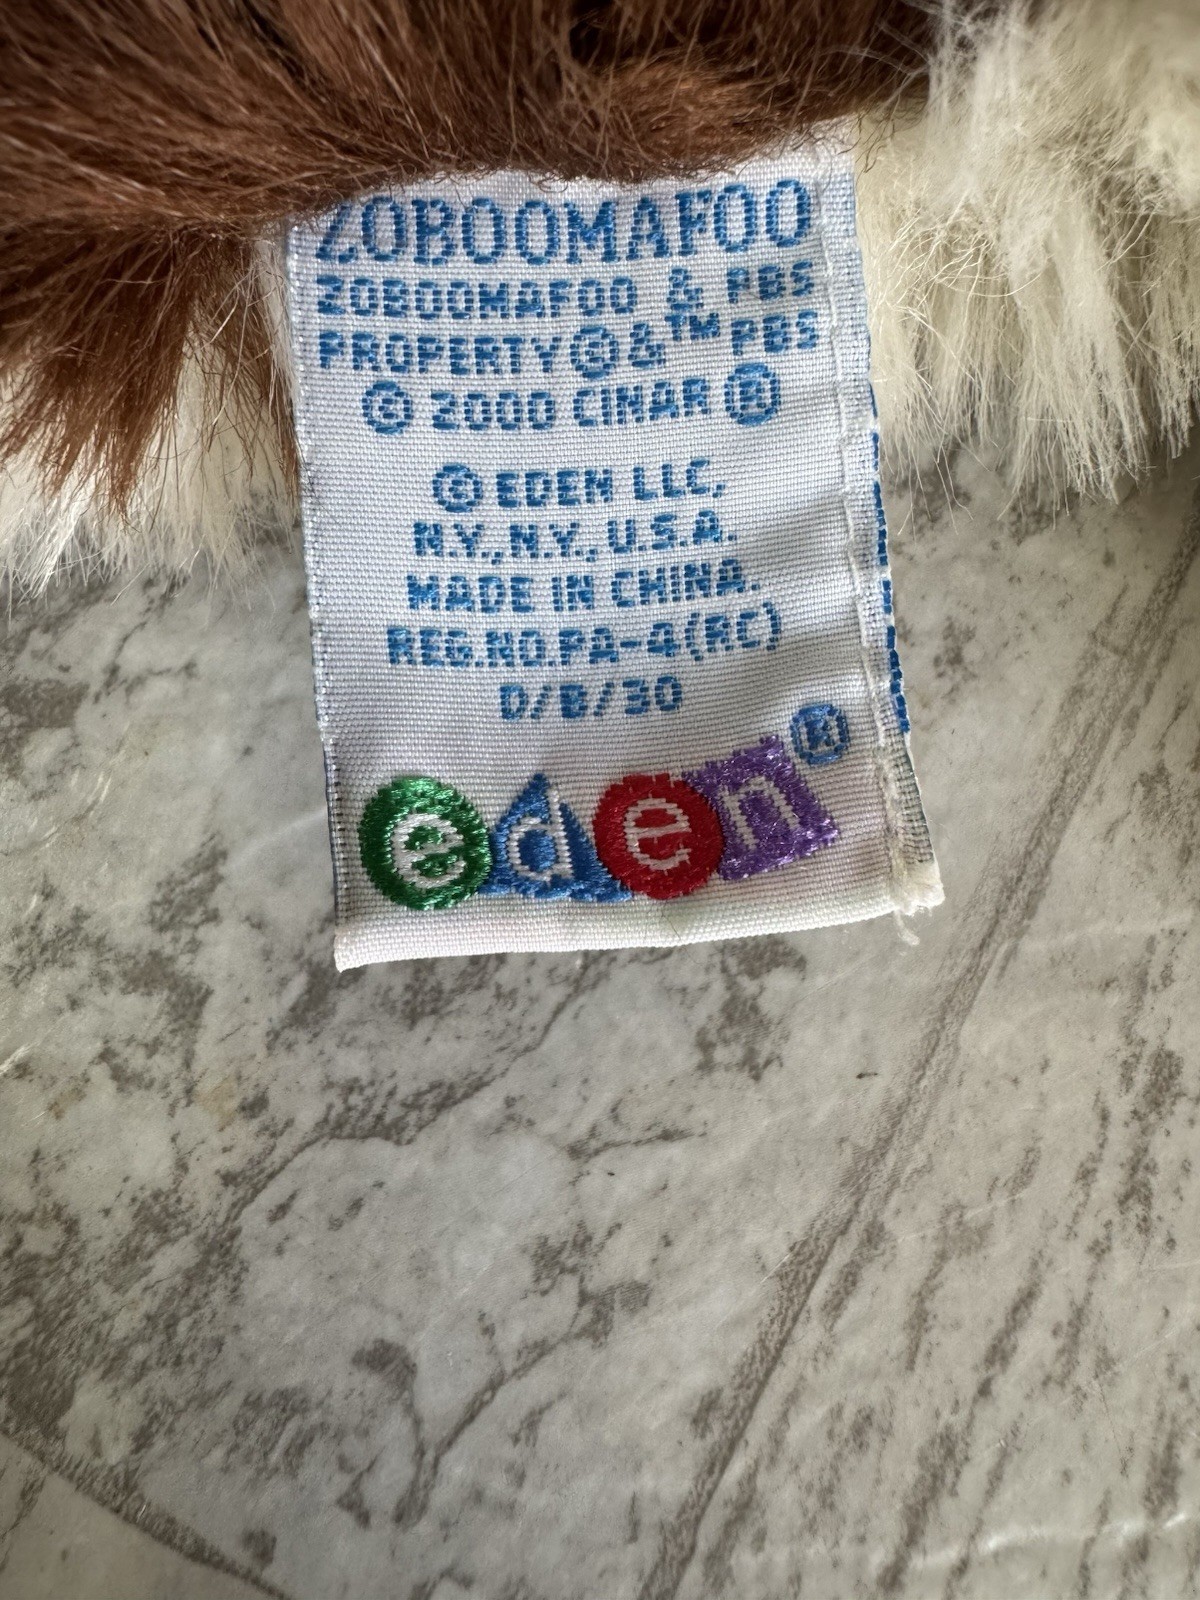 ZOBOOMAFOO
ZOBOOMAFOO & PBS
PROPERTY ©&™ PBS
© 2000 CINAR ®
© EDEN LLC,
N.Y., N.Y., U.S.A.
MADE IN CHINA.
REG.NO.PA-4(RC)
D/B/30
eden®